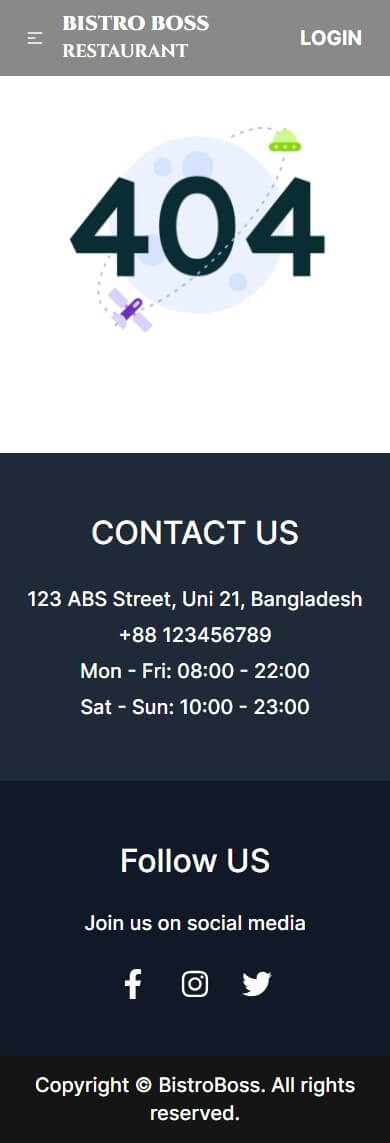 BISTRO BOSS
RESTAURANT
LOGIN
404
CONTACT US
123 ABS Street, Uni 21, Bangladesh
+88 123456789
Mon - Fri: 08:00 - 22:00
Sat - Sun: 10:00 - 23:00
Follow US
Join us on social media
Copyright © BistroBoss. All rights
reserved.